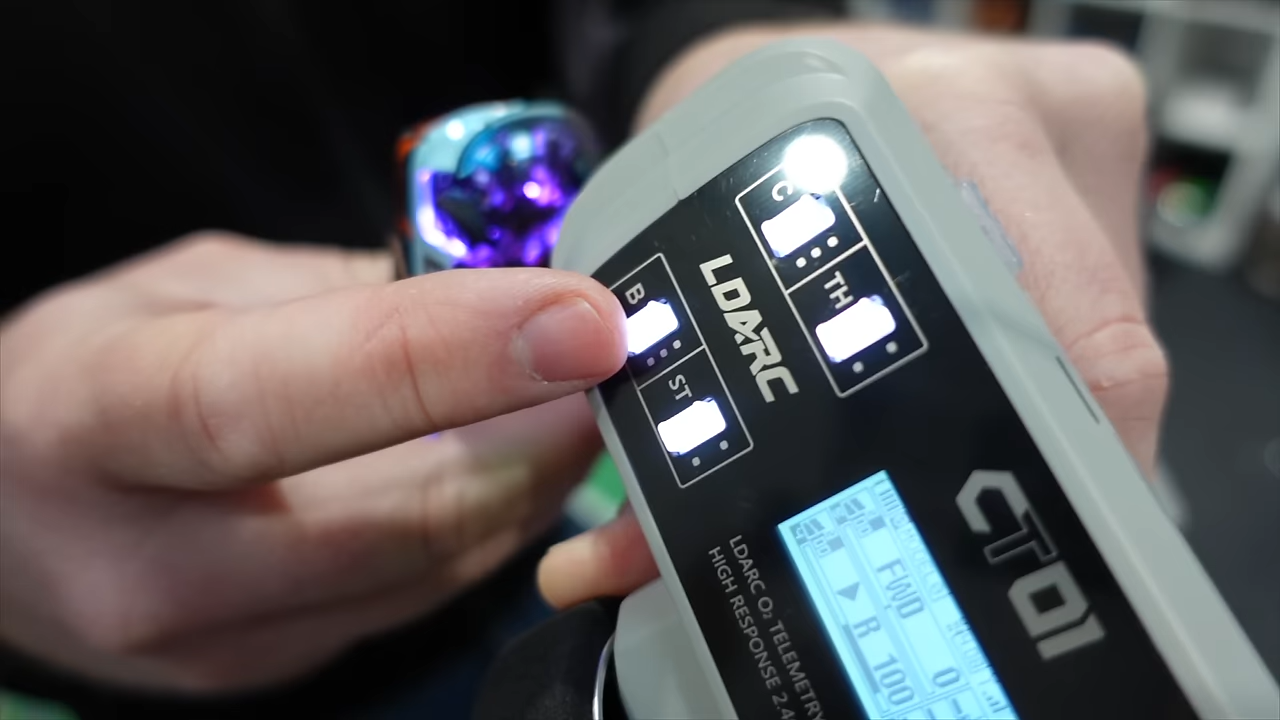 C
TH
B
ST
LDARC
CT01
LDARC O₂ TELEMETRY
HIGH RESPONSE 2.4
FWD 0
R 100